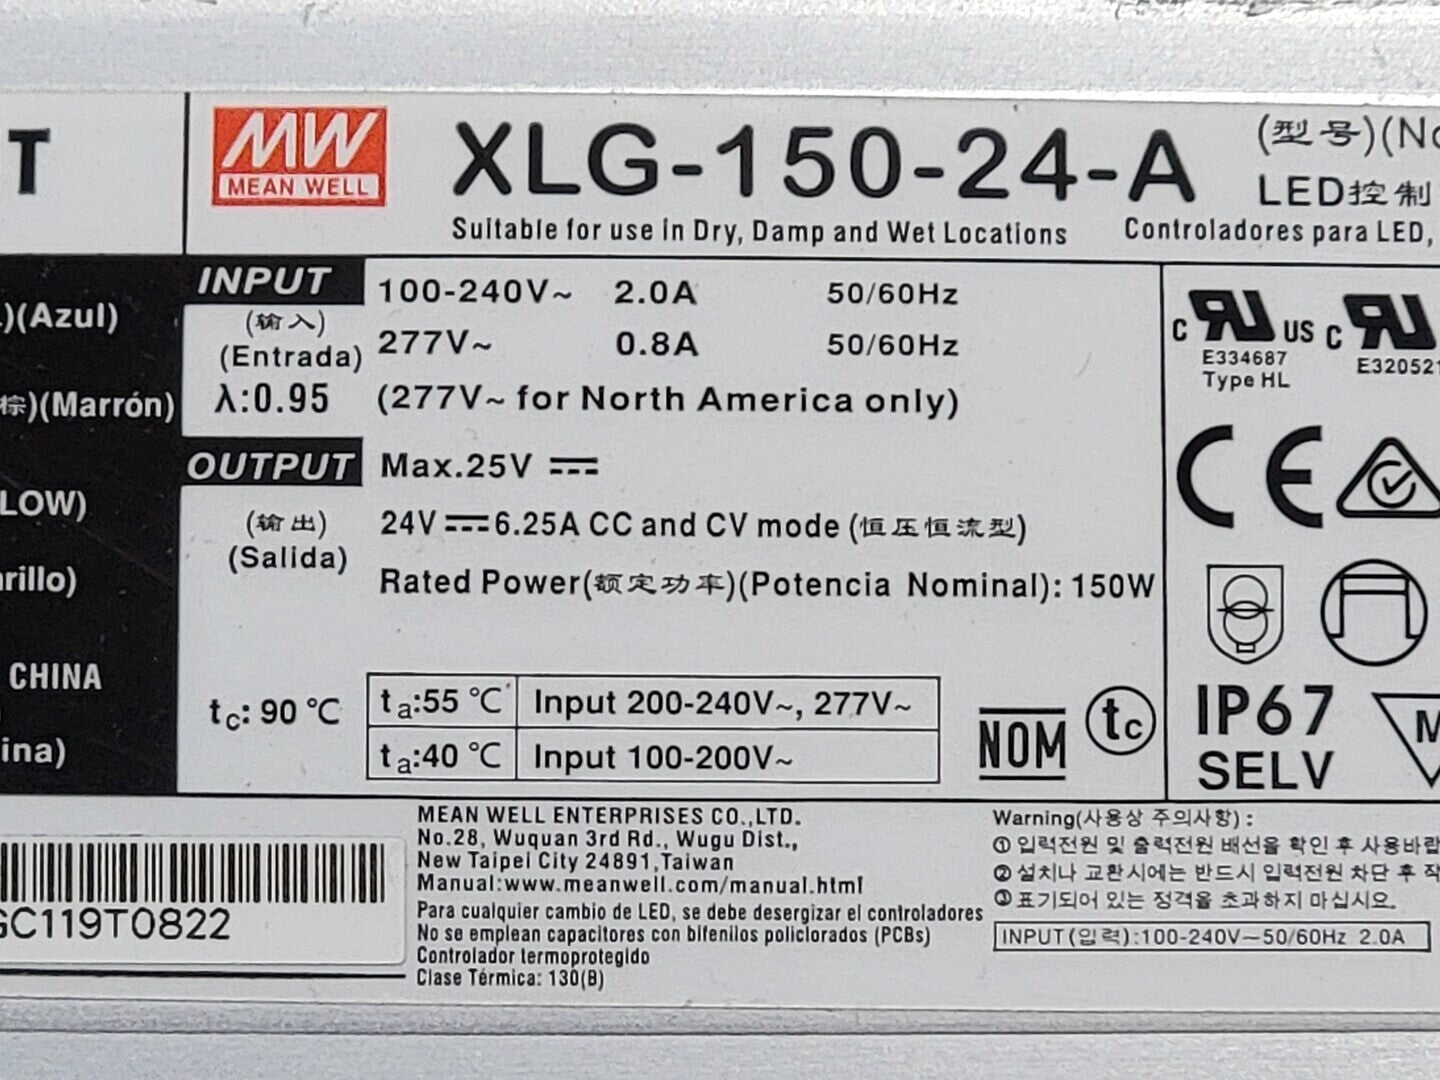 T
MW
MEAN WELL
XLG-150-24-A
(型号)(No
LED控制
Suitable for use in Dry, Damp and Wet Locations
Controladores para LED,
)(Azul)
棕)(Marrón)
LOW)
rillo)
CHINA
ina)
INPUT
(输入)
(Entrada)
λ:0.95
100-240V~ 2.0A 50/60Hz
277V~ 0.8A 50/60Hz
(277V~ for North America only)
OUTPUT
(输出)
(Salida)
Max.25V ⎓
24V⎓6.25A CC and CV mode (恒压恒流型)
Rated Power(额定功率)(Potencia Nominal): 150W
tc: 90 ℃
ta:55 ℃ Input 200-240V~, 277V~
ta:40 ℃ Input 100-200V~
NOM
tc
C RU US C RU
E334687
Type HL
E320521
CE
IP67
SELV
M
GC119T0822
MEAN WELL ENTERPRISES CO.,LTD.
No.28, Wuquan 3rd Rd., Wugu Dist.,
New Taipei City 24891,Taiwan
Manual:www.meanwell.com/manual.html
Para cualquier cambio de LED, se debe desergizar el controladores
No se emplean capacitores con bifenilos policlorados (PCBs)
Controlador termoprotegido
Clase Térmica: 130(B)
Warning(사용상 주의사항) :
① 입력전원 및 출력전원 배선을 확인 후 사용바랍
② 설치나 교환시에는 반드시 입력전원 차단 후 작
③ 표기되어 있는 정격을 초과하지 마십시오.
INPUT(입력):100-240V~50/60Hz 2.0A